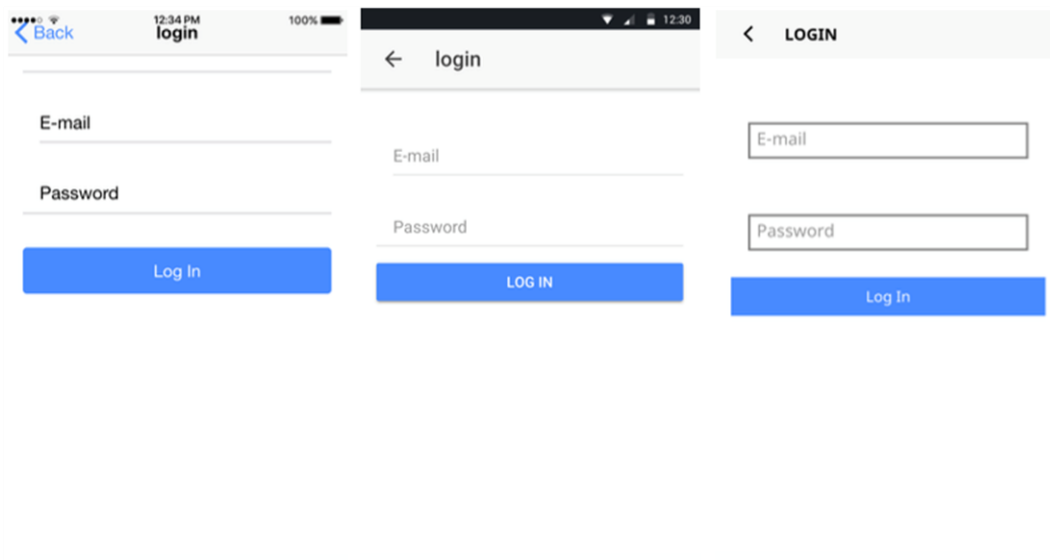 12:34 PM 100%
Back login
E-mail
Password
Log In
12:30
login
E-mail
Password
LOG IN
LOGIN
E-mail
Password
Log In